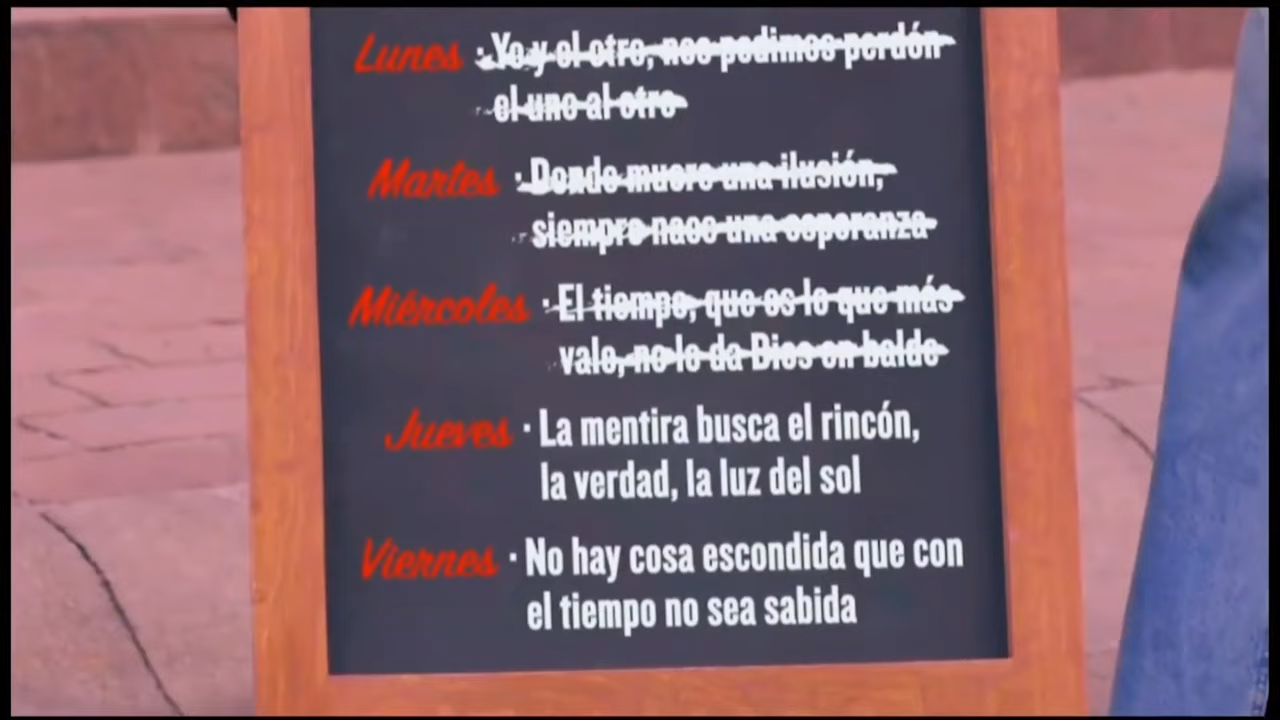 Lunes · Yo y el otro, nos pedimos perdón
el uno al otro
Martes · Donde muere una ilusión,
siempre nace una esperanza
Miércoles · El tiempo, que es lo que más
vale, no lo da Dios en balde
Jueves · La mentira busca el rincón,
la verdad, la luz del sol
Viernes · No hay cosa escondida que con
el tiempo no sea sabida